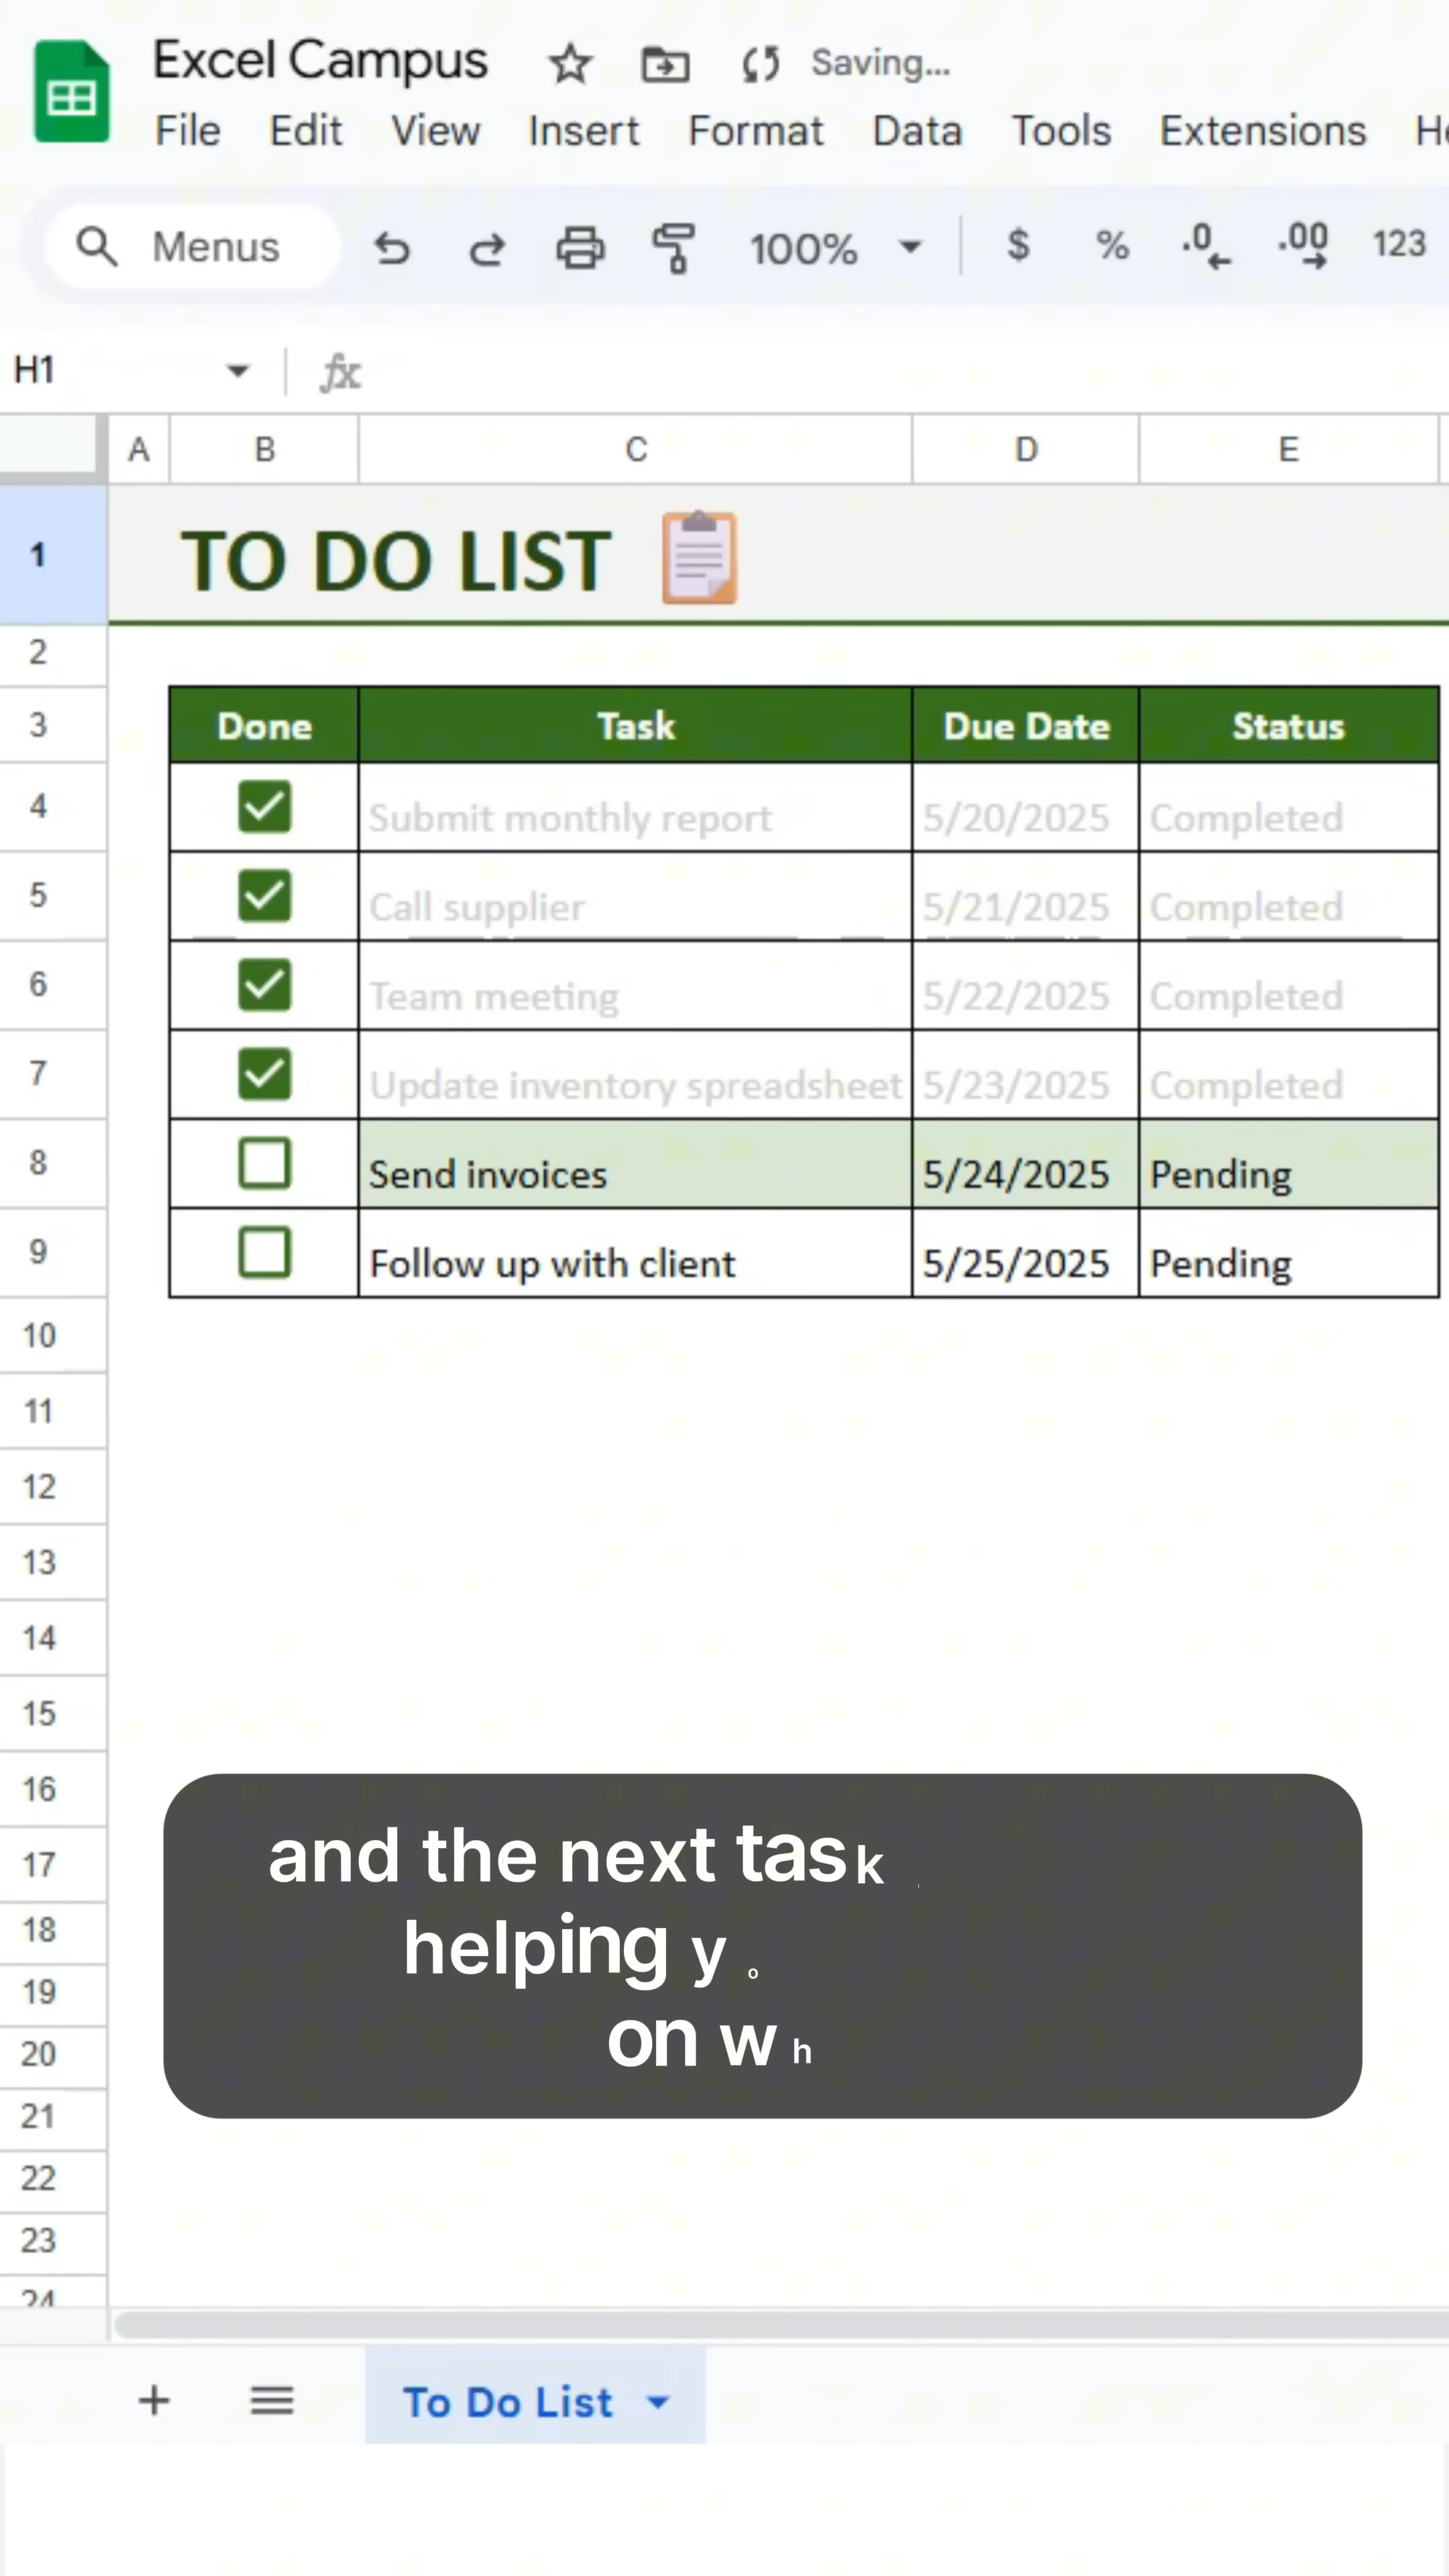 Excel Campus Saving...
File Edit View Insert Format Data Tools Extensions
Menus 100% $ % .0 .00 123
H1 fx
A B C D E
1 TO DO LIST
2
3 Done Task Due Date Status
4 Submit monthly report 5/20/2025 Completed
5 Call supplier 5/21/2025 Completed
6 Team meeting 5/22/2025 Completed
7 Update inventory spreadsheet 5/23/2025 Completed
8 Send invoices 5/24/2025 Pending
9 Follow up with client 5/25/2025 Pending
10
11
12
13
14
15
16
17
18
19
20
21
22
23
24
and the next task
helping yo
on wh
To Do List